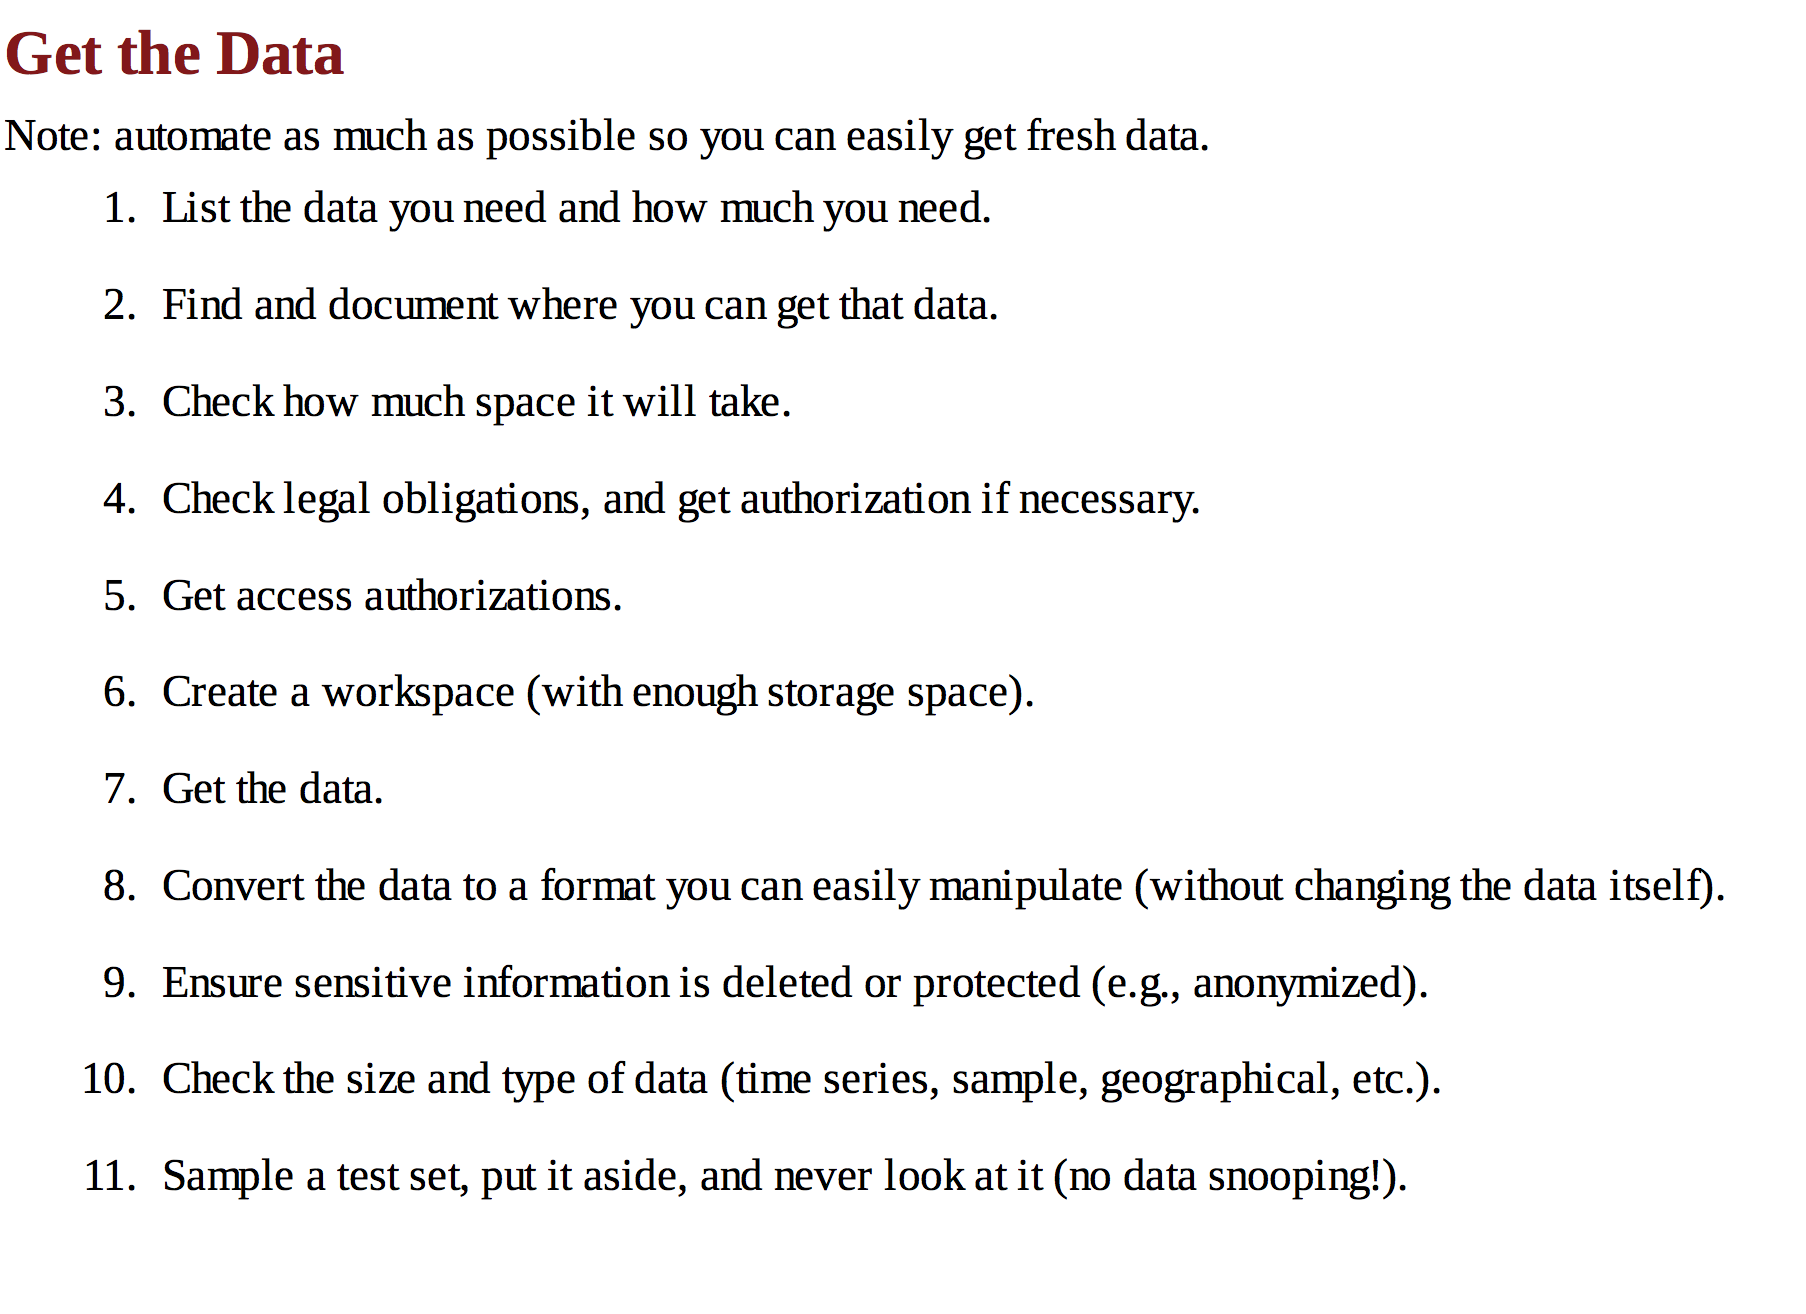 Get the Data
Note: automate as much as possible so you can easily get fresh data.
1. List the data you need and how much you need.
2. Find and document where you can get that data.
3. Check how much space it will take.
4. Check legal obligations, and get authorization if necessary.
5. Get access authorizations.
6. Create a workspace (with enough storage space).
7. Get the data.
8. Convert the data to a format you can easily manipulate (without changing the data itself).
9. Ensure sensitive information is deleted or protected (e.g., anonymized).
10. Check the size and type of data (time series, sample, geographical, etc.).
11. Sample a test set, put it aside, and never look at it (no data snooping!).